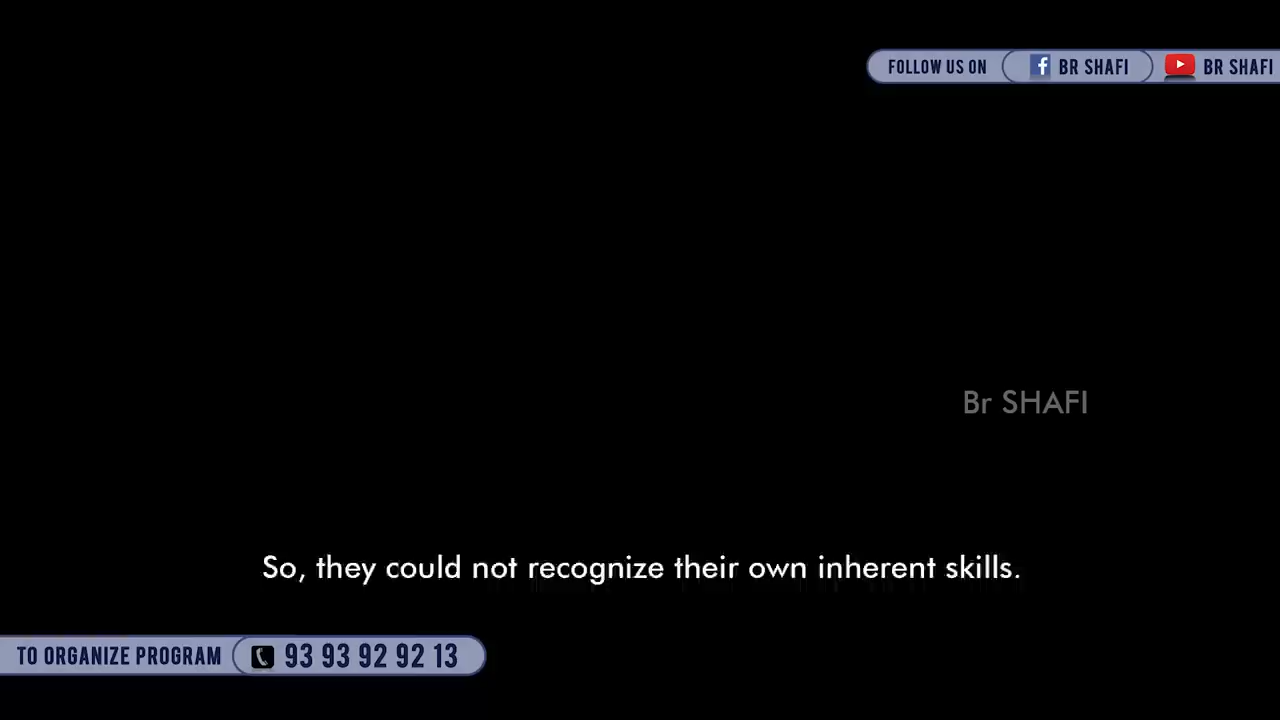 FOLLOW US ON BR SHAFI BR SHAFI
Br SHAFI
So, they could not recognize their own inherent skills.
TO ORGANIZE PROGRAM 93 93 92 92 13